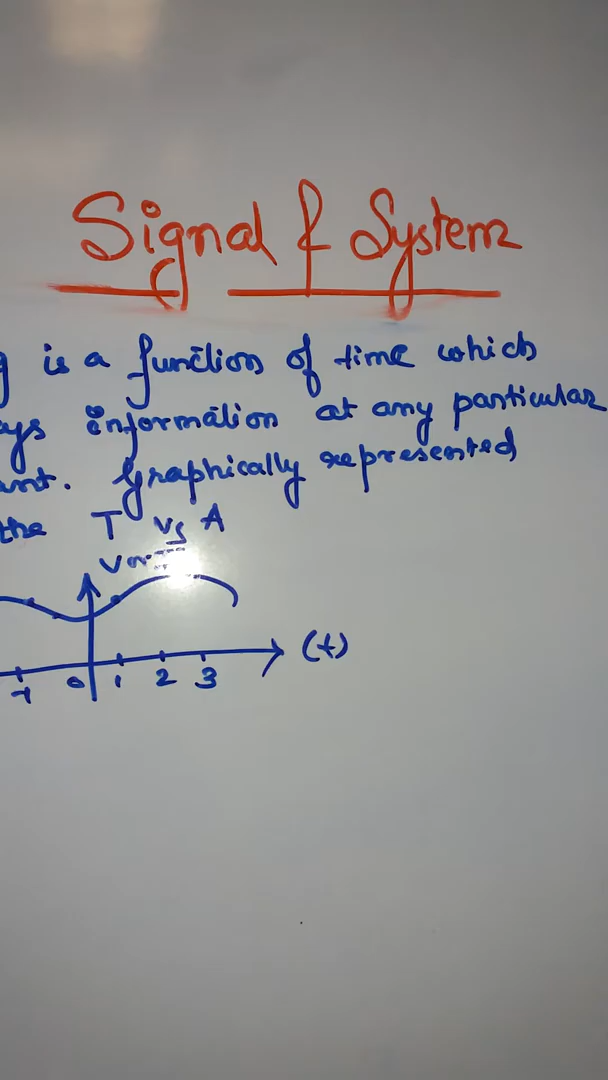 Signal & System
is a function of time which
information at any particular
Graphically represented
the T vs A
(t)
-1 0 1 2 3